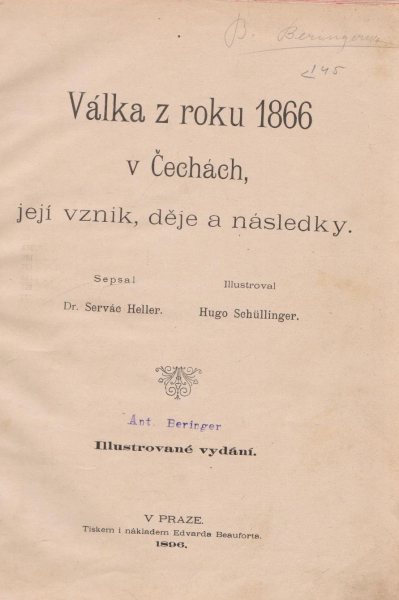 B. Beringerus
145
Válka z roku 1866
v Čechách,
její vznik, děje a následky.
Sepsal
Dr. Servác Heller.
Illustroval
Hugo Schüllinger.
Ant. Beringer
Illustrované vydání.
V PRAZE.
Tiskem i nákladem Edvarda Beauforta.
1896.